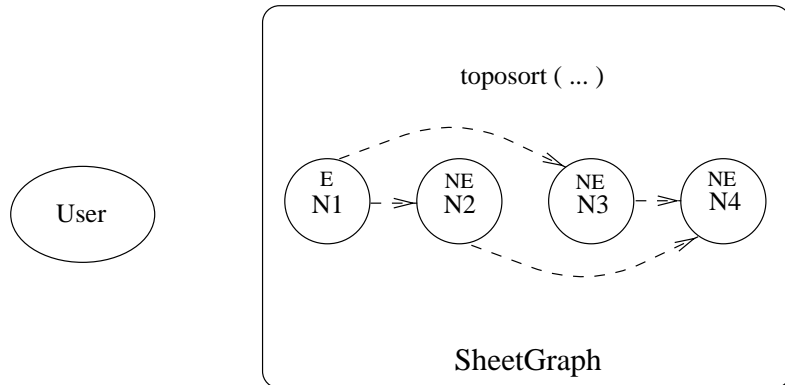 toposort ( ... )
E
N1
NE
N2
NE
N3
NE
N4
User
SheetGraph